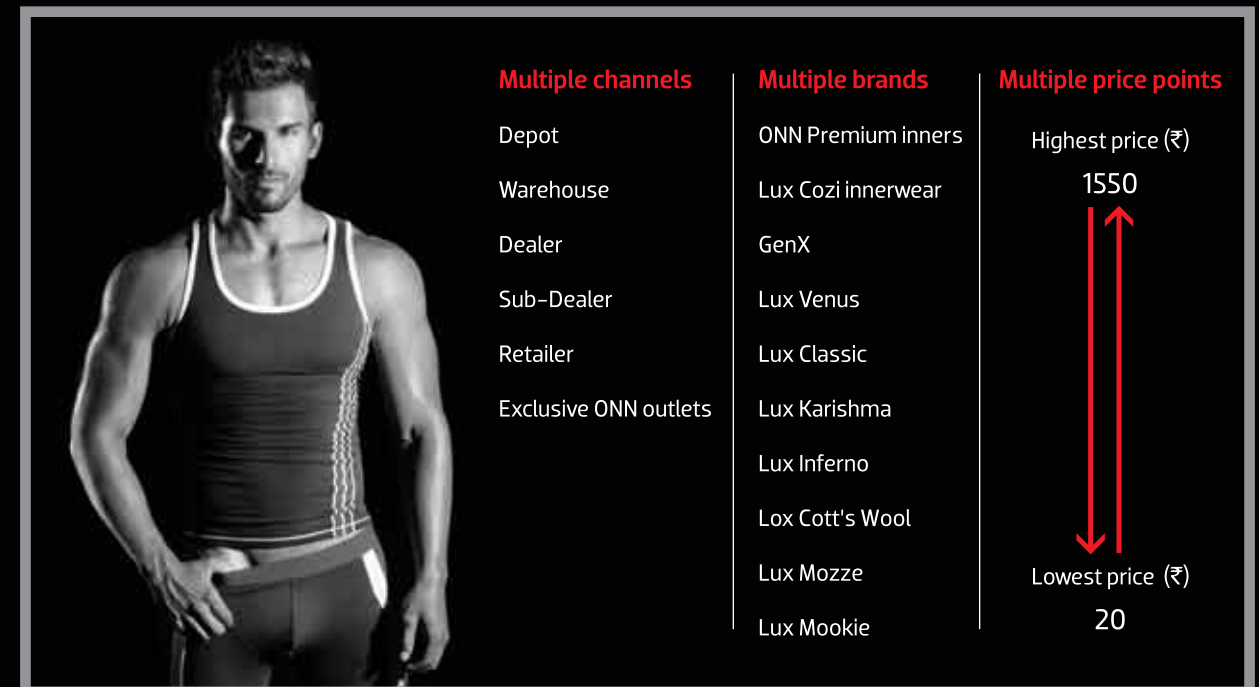 Multiple channels
Depot
Warehouse
Dealer
Sub-Dealer
Retailer
Exclusive ONN outlets
Multiple brands
ONN Premium inners
Lux Cozi innerwear
GenX
Lux Venus
Lux Classic
Lux Karishma
Lux Inferno
Lox Cott's Wool
Lux Mozze
Lux Mookie
Multiple price points
Highest price (₹)
1550
Lowest price (₹)
20